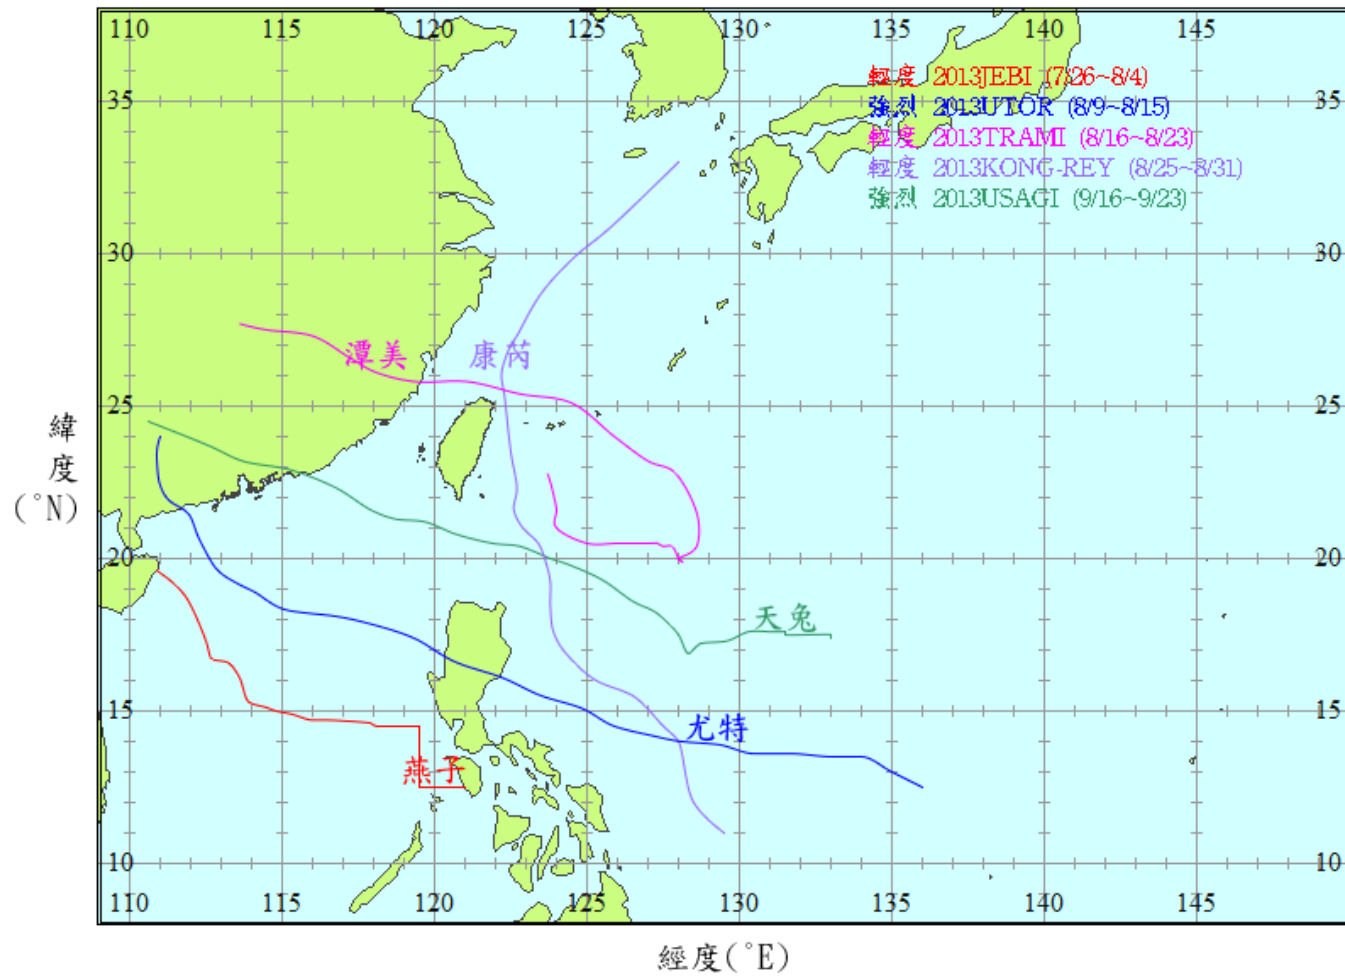 110 115 120 125 130 135 140 145
輕度 2013JEBI (7/26~8/4)
35 35
強烈 2013UTOR (8/9~8/15)
輕度 2013TRAMI (8/16~8/23)
輕度 2013KONG-REY (8/25~8/31)
強烈 2013USAGI (9/16~9/23)
30 30
潭美 康芮
25 25
緯
度
(°N)
20 20
天兔
15 15
尤特
燕子
10 10
110 115 120 125 130 135 140 145
經度(°E)